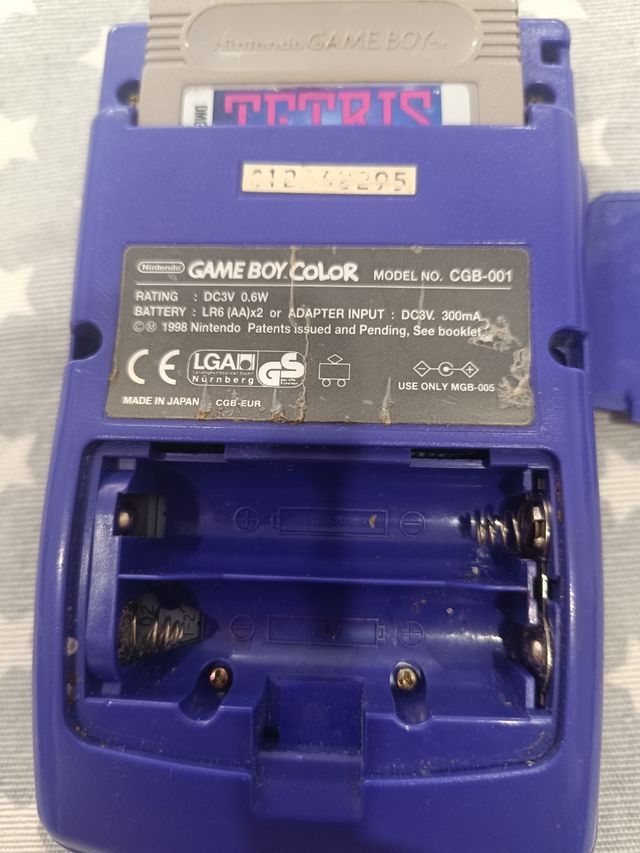 Nintendo GAME BOY TM
TETRIS
DMG
Nintendo GAME BOY COLOR MODEL NO. CGB-001
RATING : DC3V 0.6W
BATTERY : LR6 (AA)x2 or ADAPTER INPUT : DC3V. 300mA
©Ⓜ 1998 Nintendo Patents issued and Pending, See booklet
CE LGA GS
Nürnberg
USE ONLY MGB-005
MADE IN JAPAN CGB-EUR